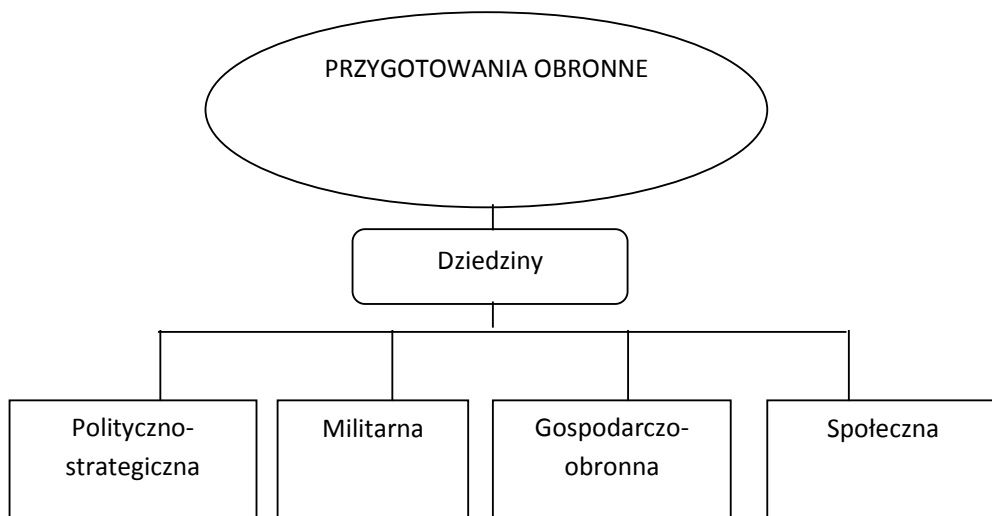 PRZYGOTOWANIA OBRONNE
Dziedziny
Polityczno-
strategiczna
Militarna
Gospodarczo-
obronna
Społeczna